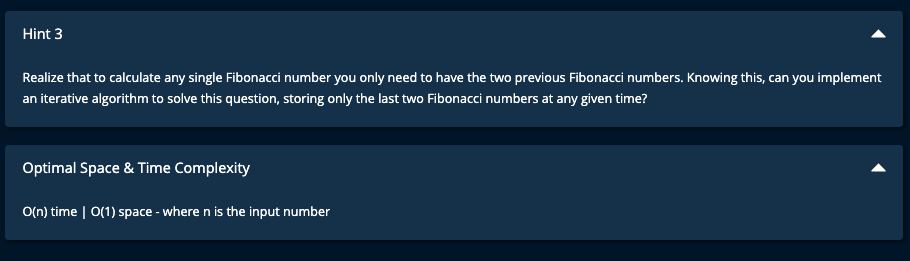 Hint 3
Realize that to calculate any single Fibonacci number you only need to have the two previous Fibonacci numbers. Knowing this, can you implement
an iterative algorithm to solve this question, storing only the last two Fibonacci numbers at any given time?
Optimal Space & Time Complexity
O(n) time | O(1) space - where n is the input number